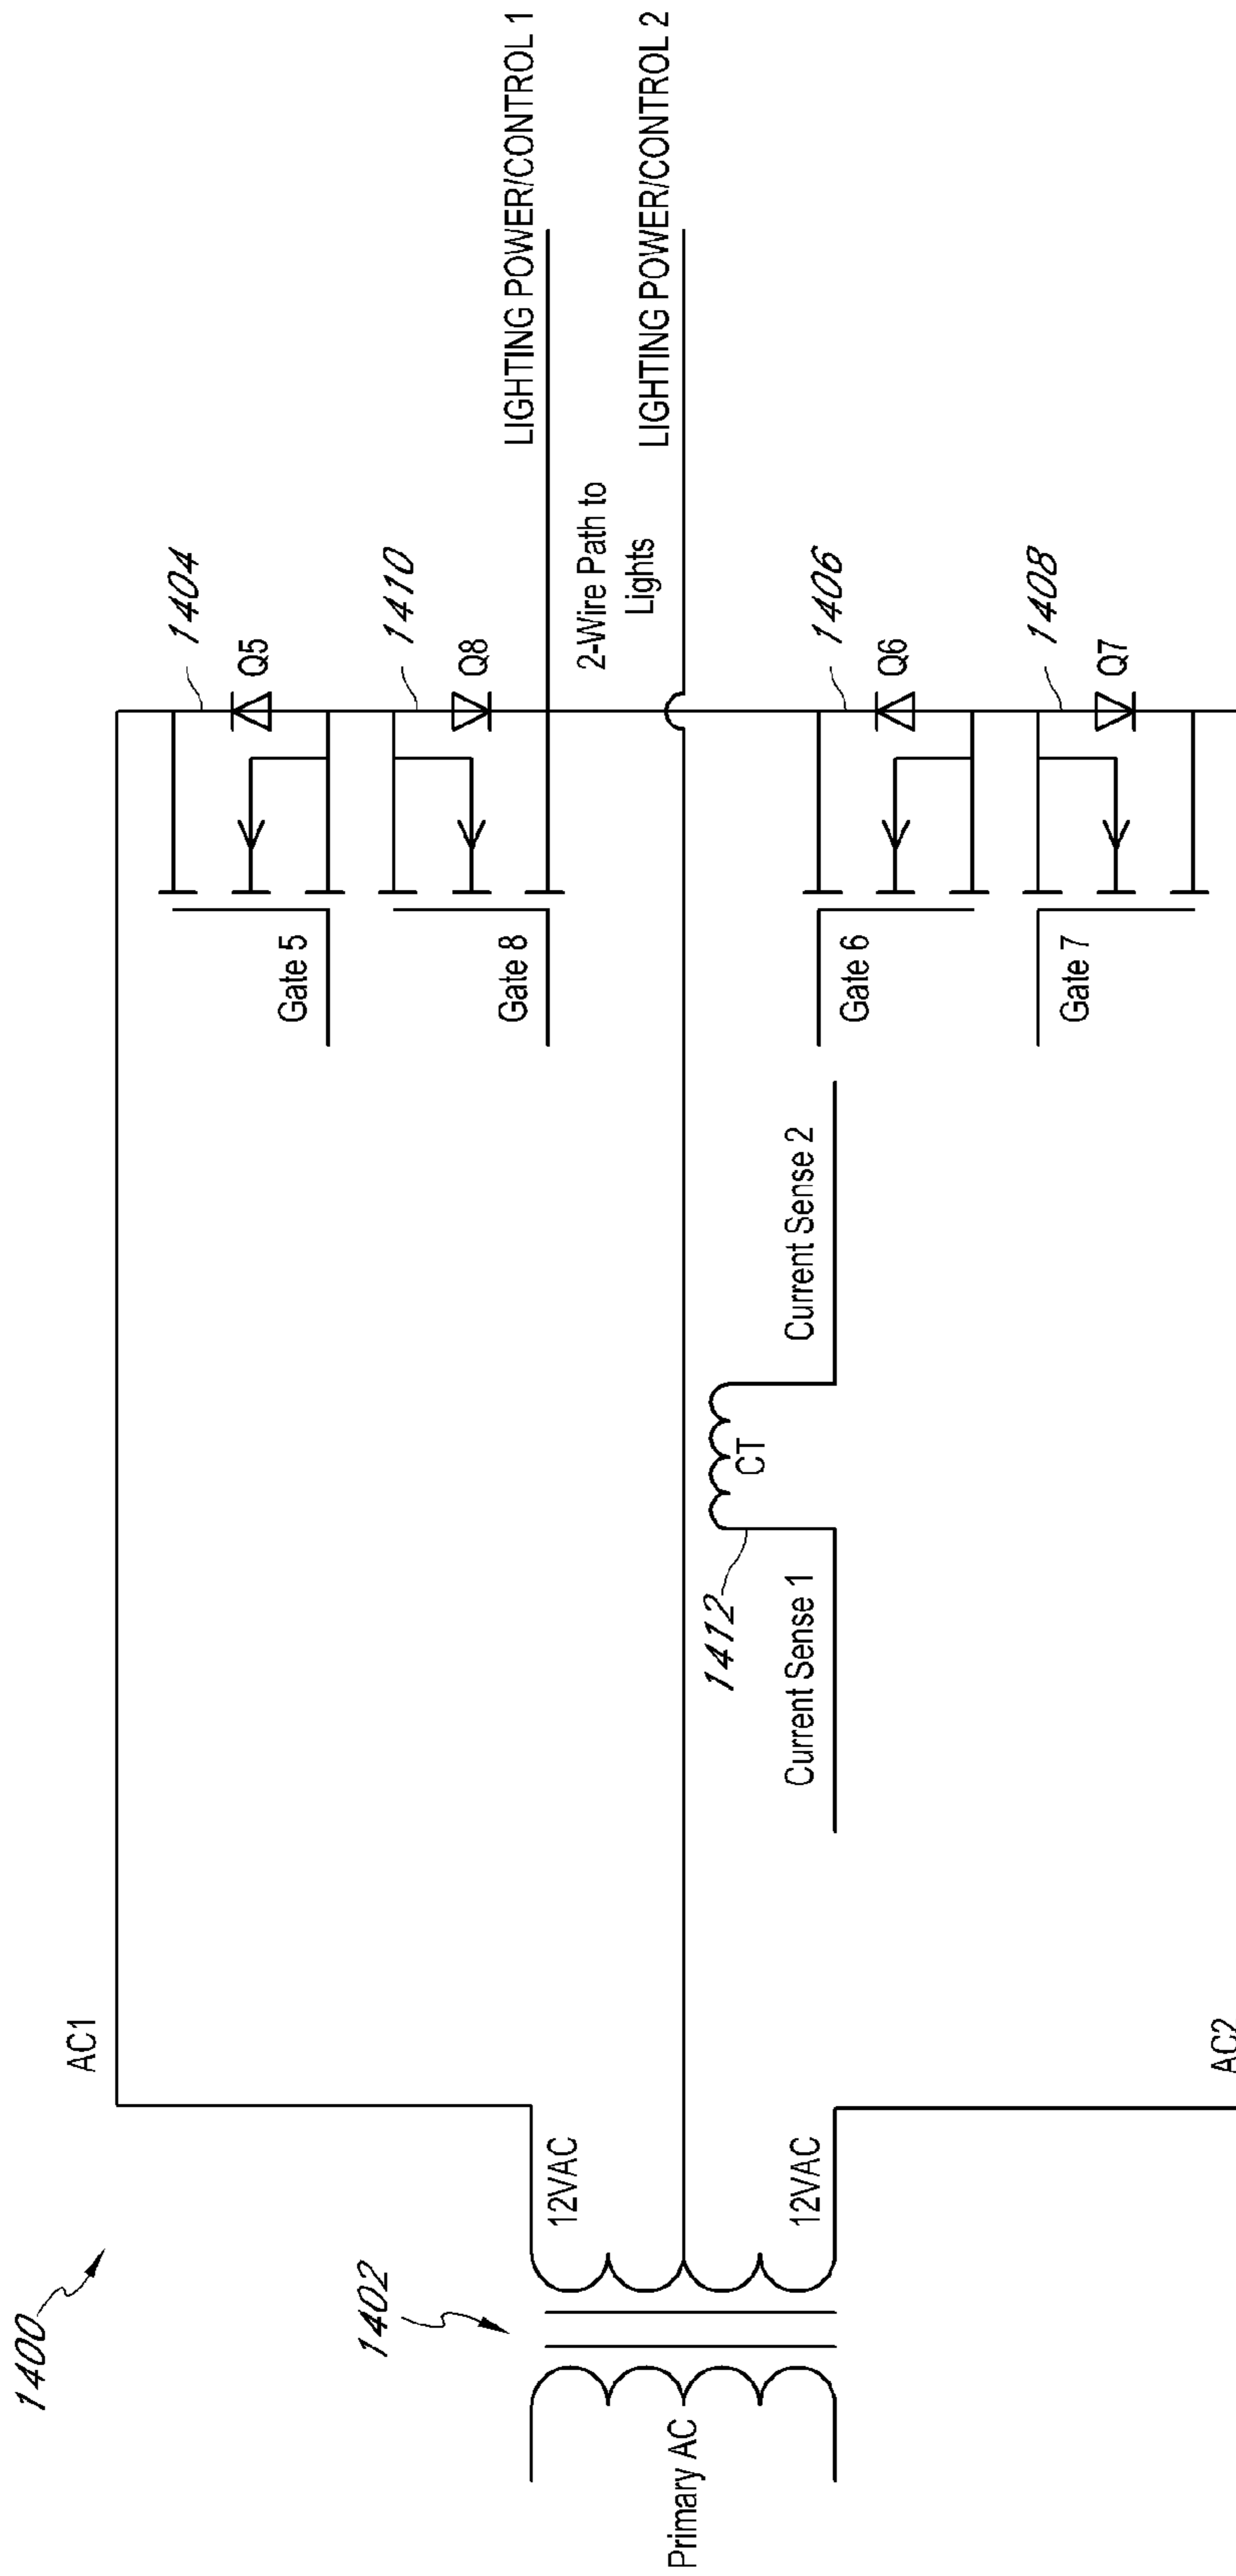 1400
AC1
1404
Q5
Gate 5
1410
Q8
Gate 8
LIGHTING POWER/CONTROL 1
2-Wire Path to
Lights
LIGHTING POWER/CONTROL 2
1402
12VAC
Primary AC
12VAC
1412
CT
Current Sense 1
Current Sense 2
1406
Q6
Gate 6
1408
Q7
Gate 7
AC2